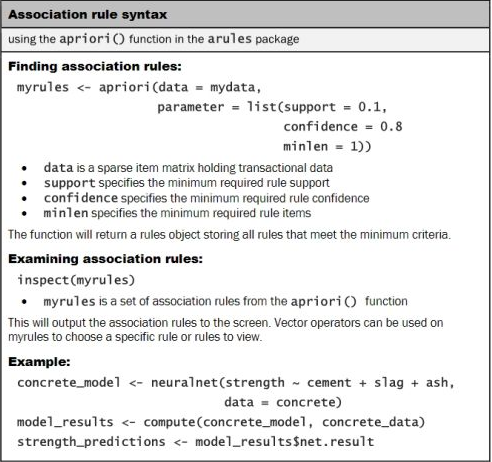 Association rule syntax
using the apriori() function in the arules package
Finding association rules:
myrules <- apriori(data = mydata,
parameter = list(support = 0.1,
confidence = 0.8
minlen = 1))
• data is a sparse item matrix holding transactional data
• support specifies the minimum required rule support
• confidence specifies the minimum required rule confidence
• minlen specifies the minimum required rule items
The function will return a rules object storing all rules that meet the minimum criteria.
Examining association rules:
inspect(myrules)
• myrules is a set of association rules from the apriori() function
This will output the association rules to the screen. Vector operators can be used on
myrules to choose a specific rule or rules to view.
Example:
concrete_model <- neuralnet(strength ~ cement + slag + ash,
data = concrete)
model_results <- compute(concrete_model, concrete_data)
strength_predictions <- model_results$net.result